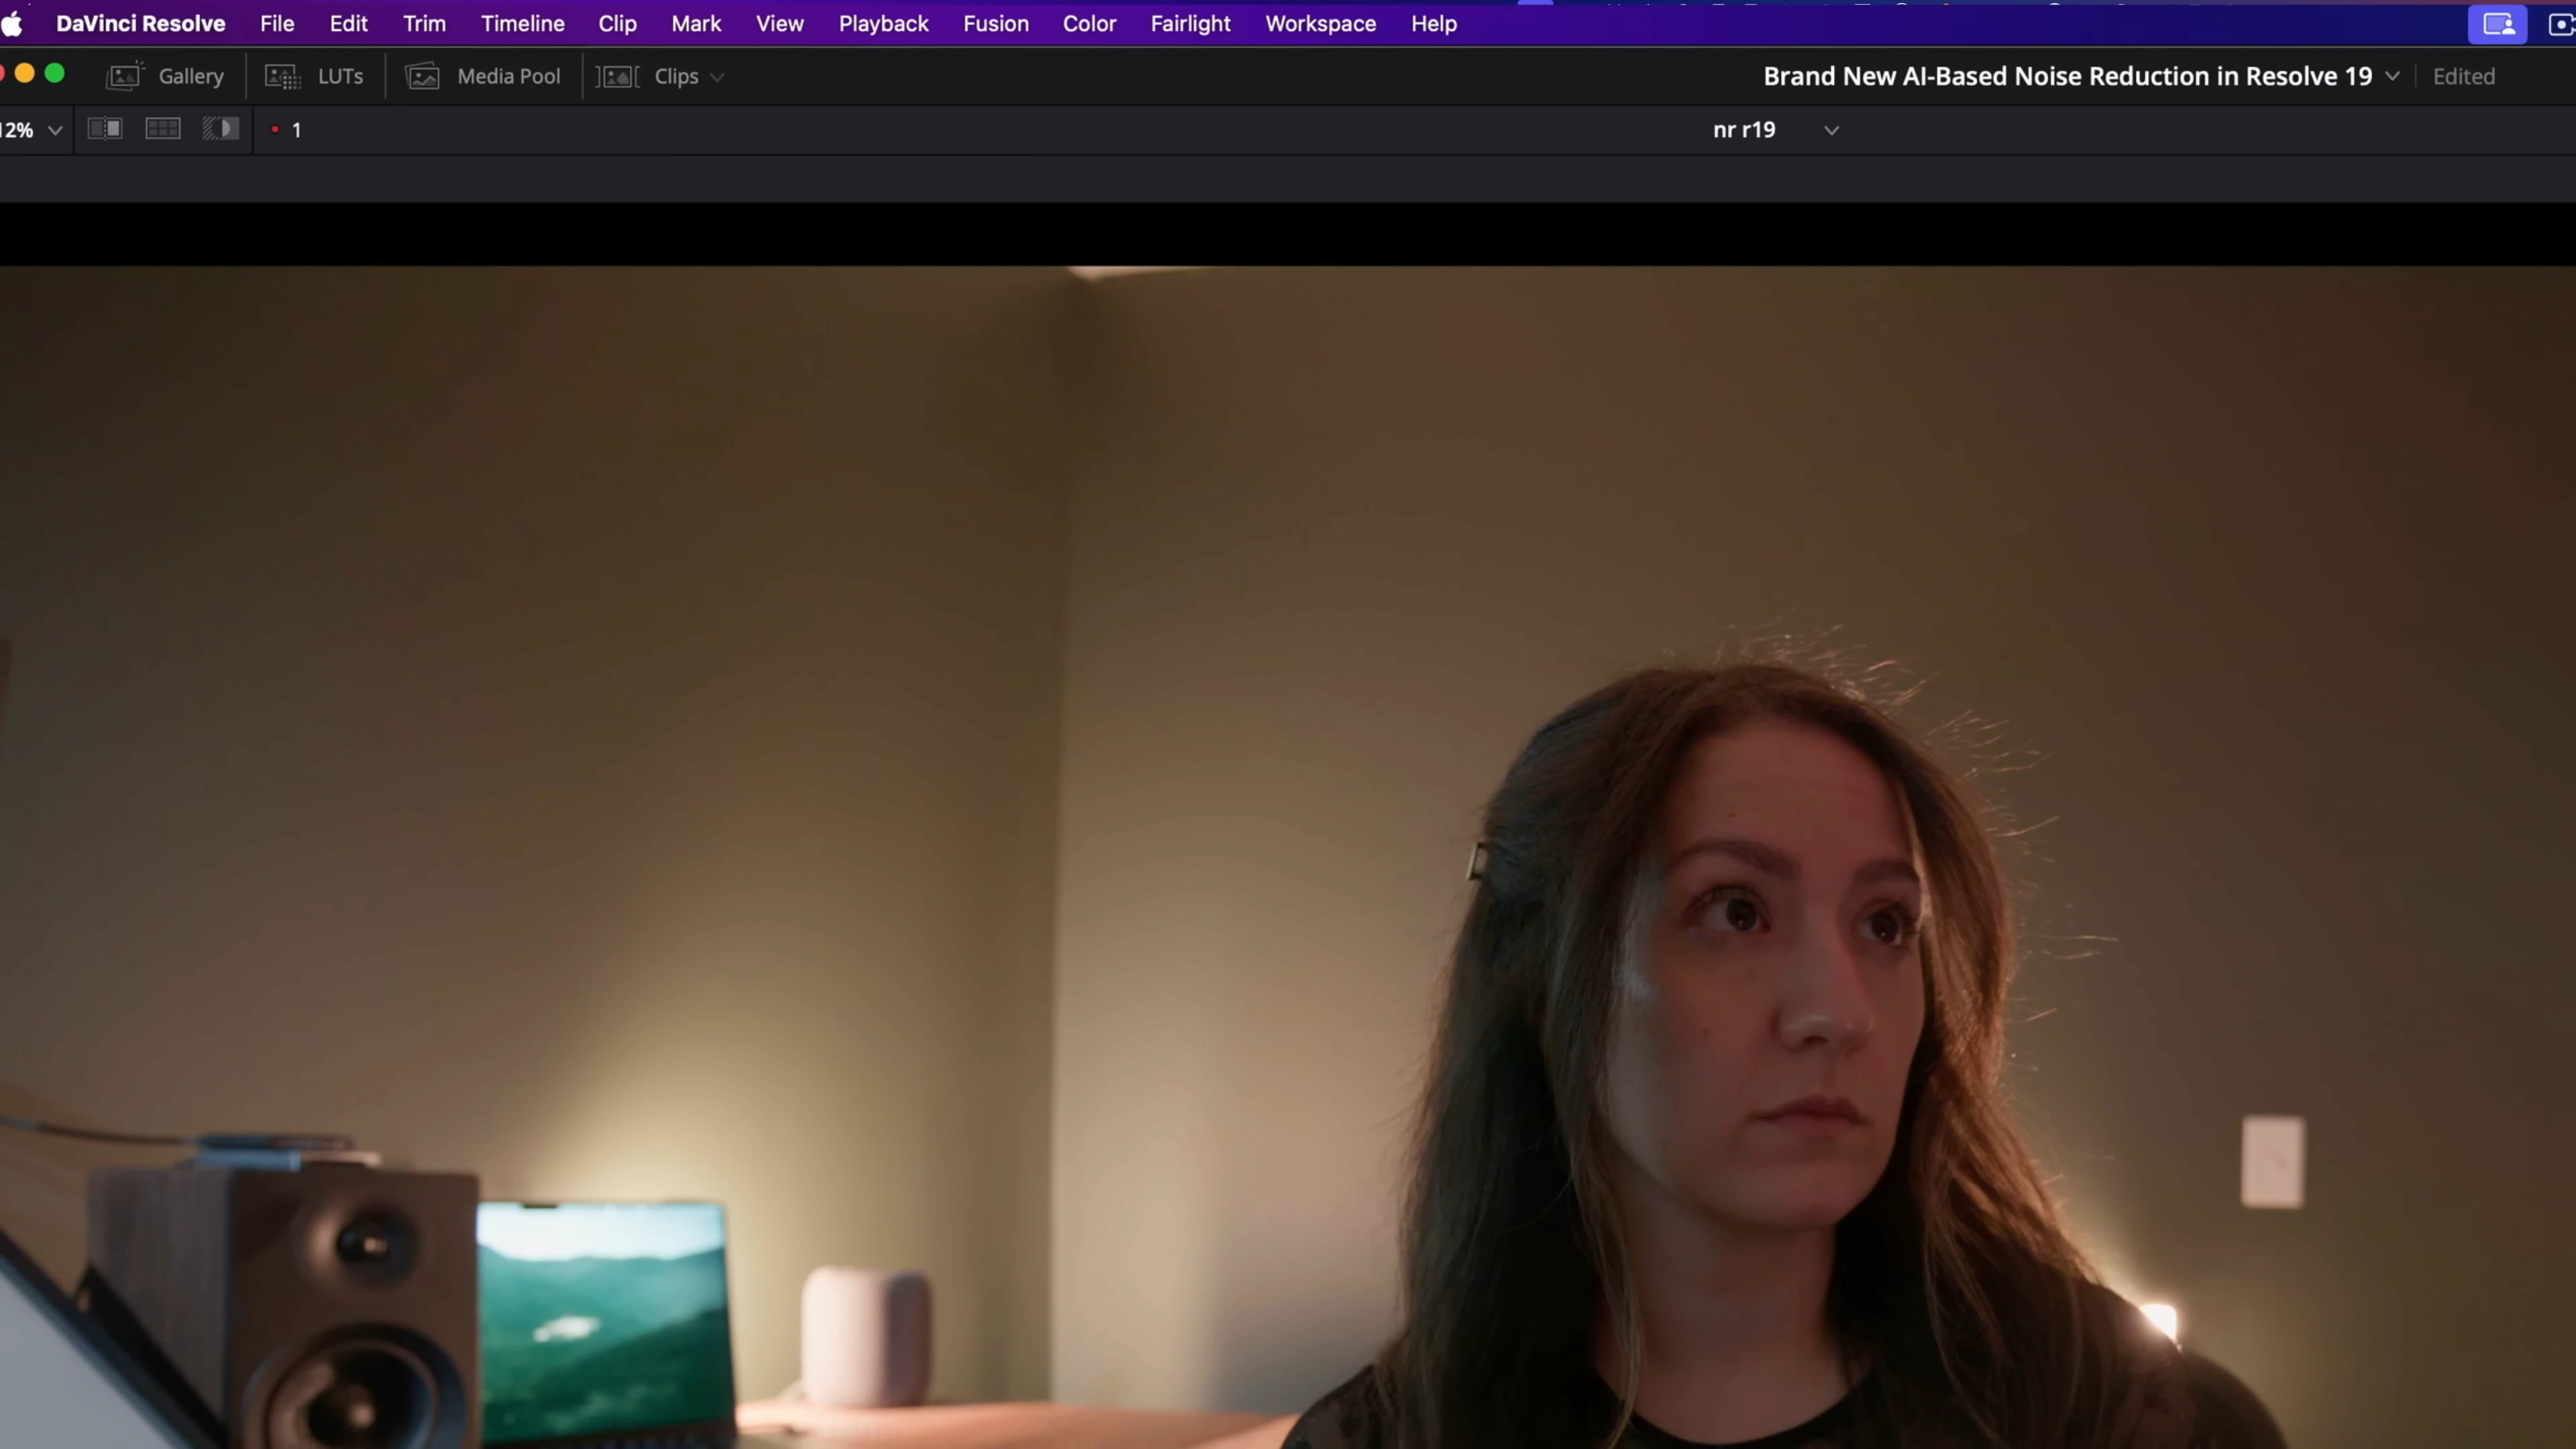 DaVinci Resolve File Edit Trim Timeline Clip Mark View Playback Fusion Color Fairlight Workspace Help
Gallery LUTs Media Pool Clips Brand New AI-Based Noise Reduction in Resolve 19 Edited
12% 1 nr r19